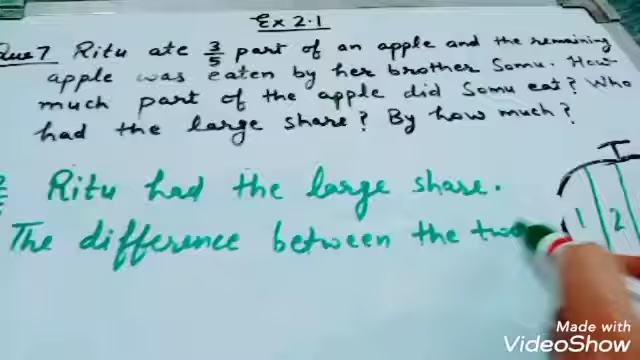 Ex 2.1
Que 7 Ritu ate 3/5 part of an apple and the remaining
apple was eaten by her brother Somu. How
much part of the apple did Somu eat? Who
had the large share? By how much?
Ritu had the large share.
The difference between the two
1 2
Made with
VideoShow